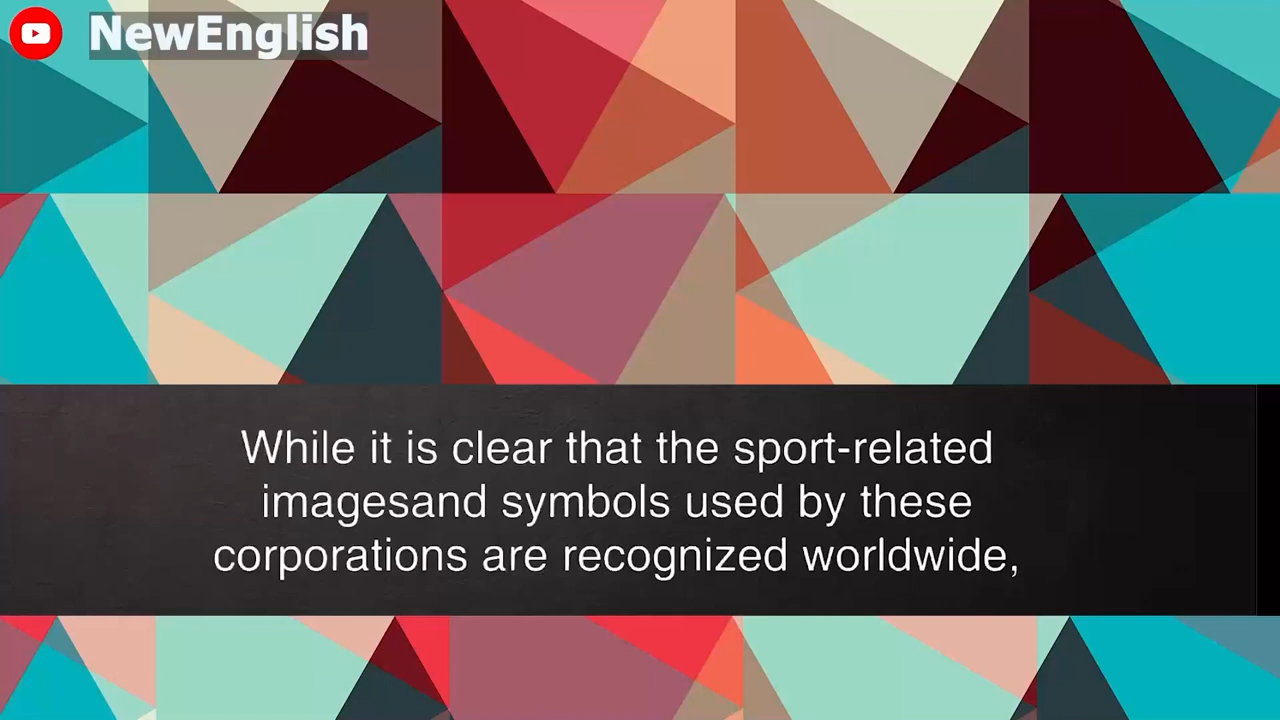 NewEnglish
While it is clear that the sport-related
imagesand symbols used by these
corporations are recognized worldwide,